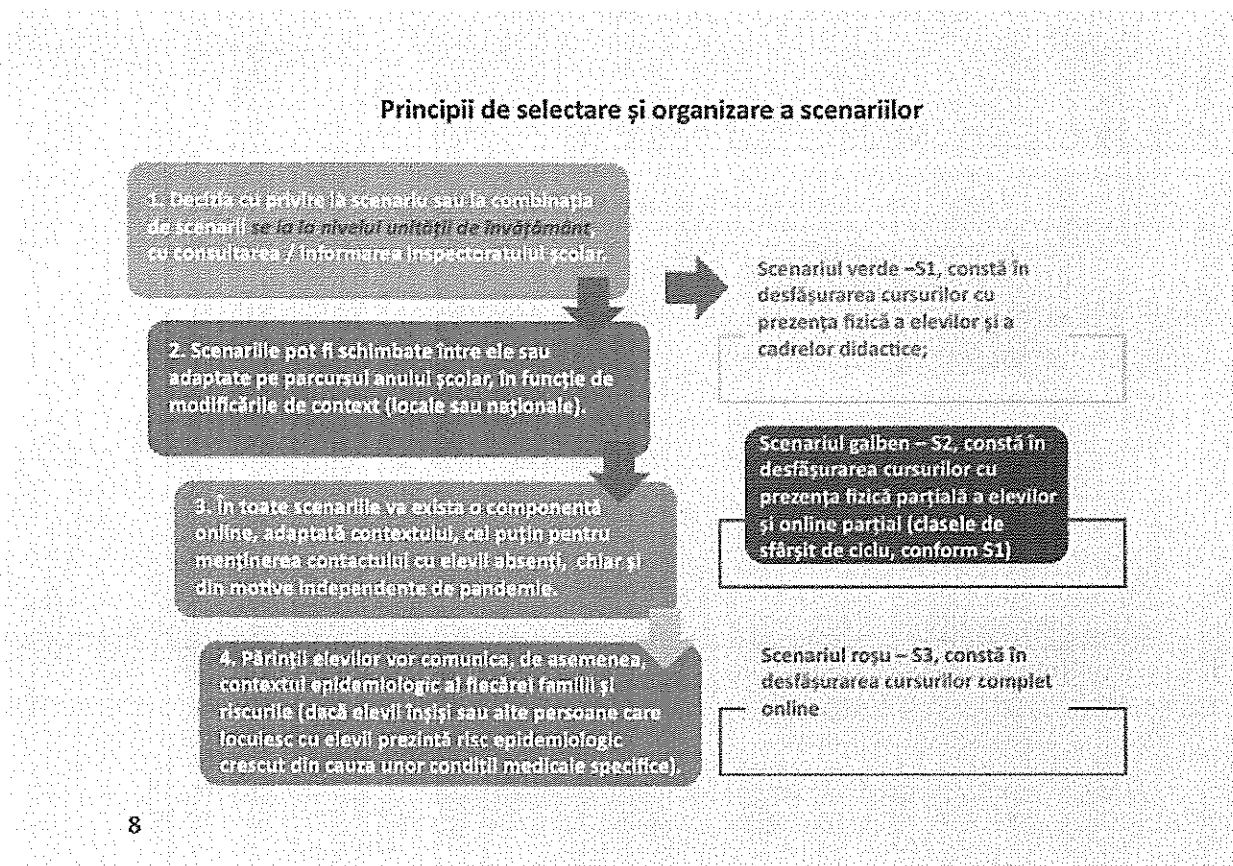 Principii de selectare și organizare a scenariilor
1. Decizia cu privire la scenariu sau la combinația
de scenarii se ia la nivelul unității de învățământ,
cu consultarea / informarea inspectoratului școlar.
2. Scenariile pot fi schimbate între ele sau
adaptate pe parcursul anului școlar, în funcție de
modificările de context (locale sau naționale).
3. În toate scenariile va exista o componentă
online, adaptată contextului, cel puțin pentru
menținerea contactului cu elevii absenți, chiar și
din motive independente de pandemie.
4. Părinții elevilor vor comunica, de asemenea,
contextul epidemiologic al fiecărei familii și
riscurile (dacă elevii înșiși sau alte persoane care
locuiesc cu elevii prezintă risc epidemiologic
crescut din cauza unor condiții medicale specifice).
Scenariul verde –S1, constă în
desfășurarea cursurilor cu
prezența fizică a elevilor și a
cadrelor didactice;
Scenariul galben – S2, constă în
desfășurarea cursurilor cu
prezența fizică parțială a elevilor
și online parțial (clasele de
sfârșit de ciclu, conform S1)
Scenariul roșu – S3, constă în
desfășurarea cursurilor complet
online
8